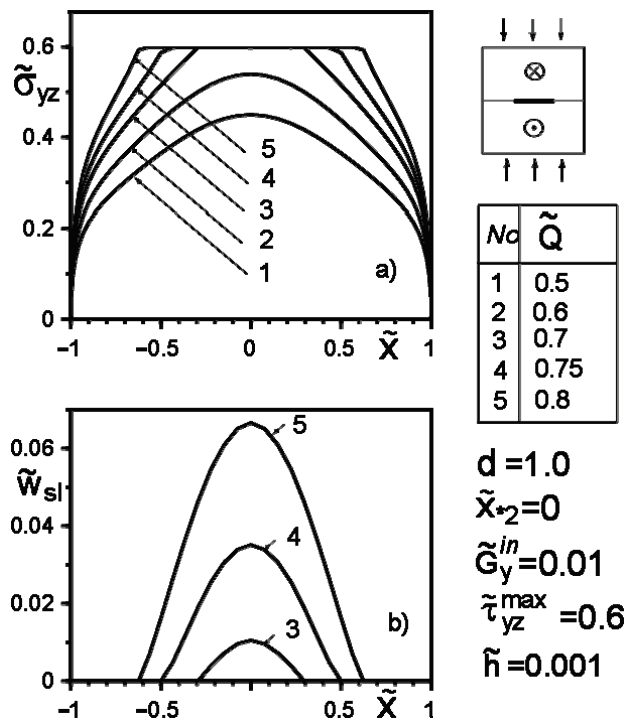 0.6
σ̃yz
0.4
0.2
0
5
4
3
2
1
a)
−1
−0.5
0
x̃
0.5
1
0.06
w̃sl
0.04
0.02
0
5
4
3
b)
-1
−0.5
0
x̃
0.5
1
No Q̃
1 0.5
2 0.6
3 0.7
4 0.75
5 0.8
d =1.0
x̃*2=0
G̃y^in=0.01
τ̃yz^max=0.6
h̃=0.001